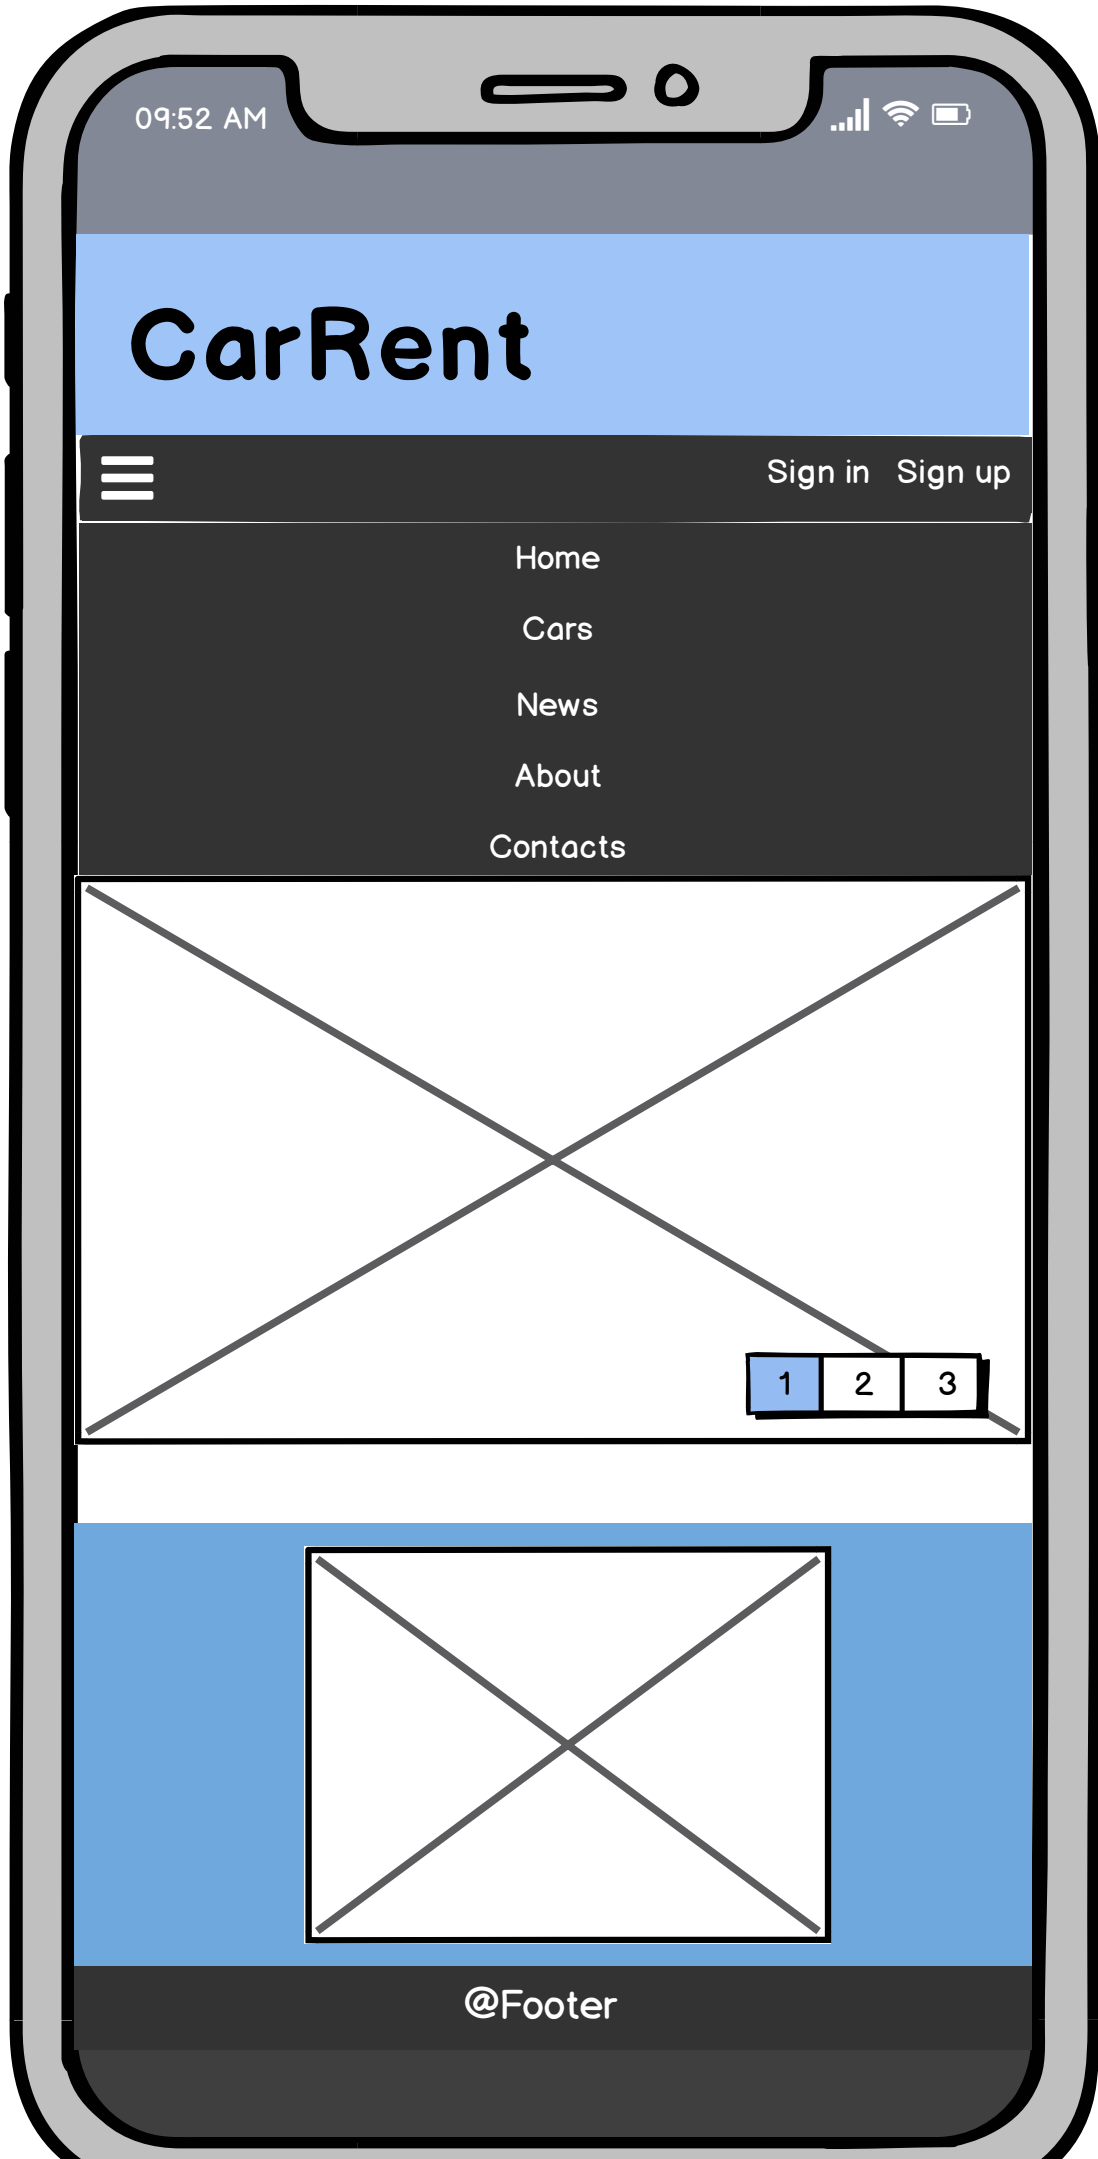 09:52 AM
CarRent
Sign in Sign up
Home
Cars
News
About
Contacts
1 2 3
@Footer